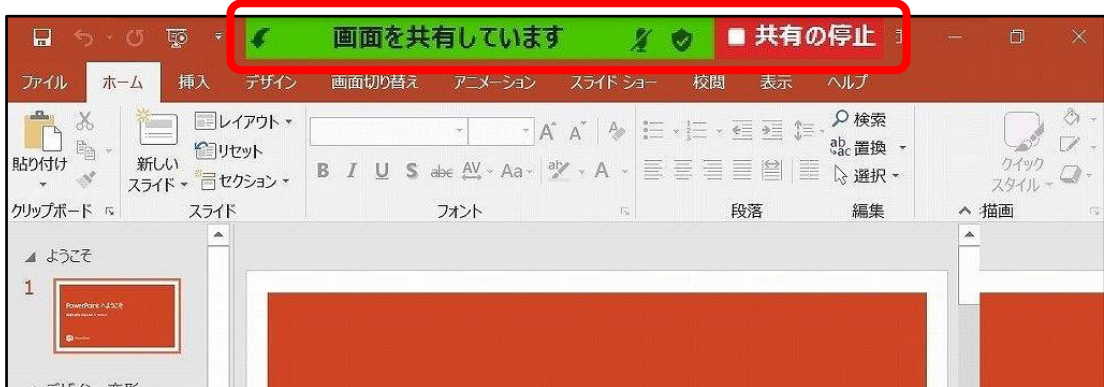 画面を共有しています 共有の停止
ファイル ホーム 挿入 デザイン 画面切り替え アニメーション スライド ショー 校閲 表示 ヘルプ
貼り付け
新しい
スライド
レイアウト
リセット
セクション
B I U S abc AV Aa A
A A
検索
置換
選択
クイック
スタイル
クリップボード スライド フォント 段落 編集 描画
ようこそ
1
PowerPoint へようこそ